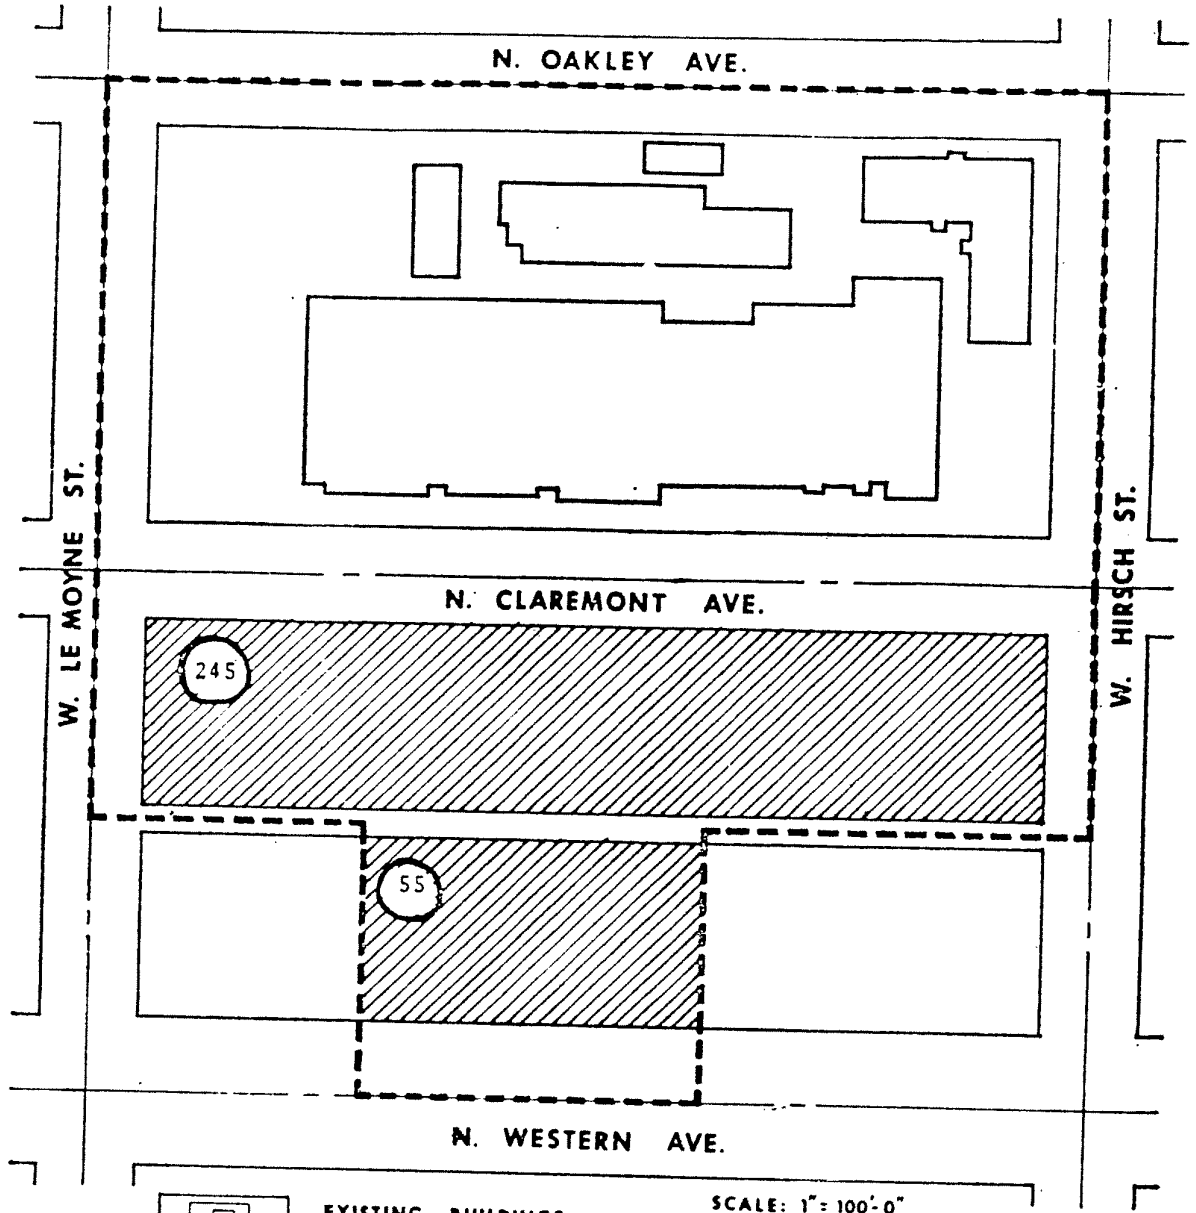 N. OAKLEY AVE.
W. LE MOYNE ST.
W. HIRSCH ST.
N. CLAREMONT AVE.
245
55
N. WESTERN AVE.
SCALE: 1" = 100'-0"
EXISTING BUILDINGS